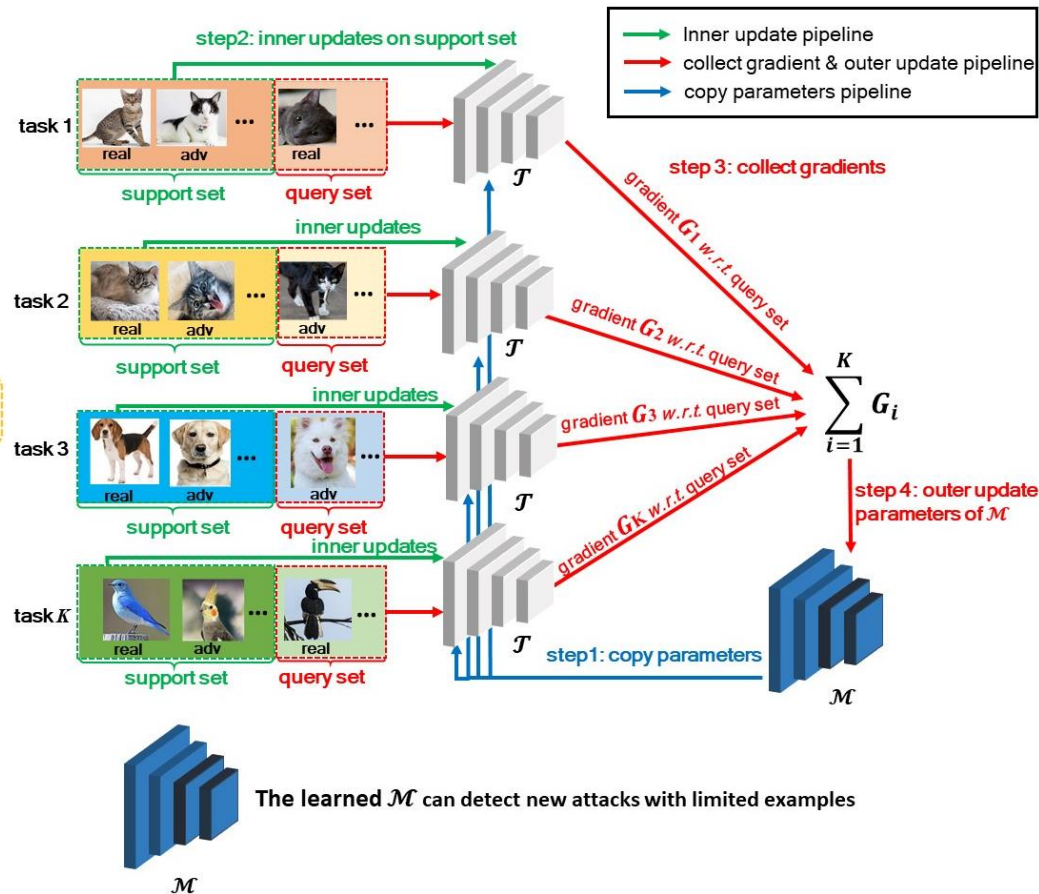 step2: inner updates on support set
Inner update pipeline
collect gradient & outer update pipeline
copy parameters pipeline
task 1
real
adv
...
real
...
support set
query set
𝒯
step 3: collect gradients
gradient G₁ w.r.t. query set
inner updates
task 2
real
adv
...
adv
...
support set
query set
𝒯
gradient G₂ w.r.t. query set
inner updates
task 3
real
adv
...
adv
...
support set
query set
𝒯
gradient G₃ w.r.t. query set
K
∑ Gᵢ
i=1
step 4: outer update
parameters of ℳ
inner updates
task K
real
adv
...
real
...
support set
query set
𝒯
gradient G_K w.r.t. query set
step1: copy parameters
ℳ
The learned ℳ can detect new attacks with limited examples
ℳ